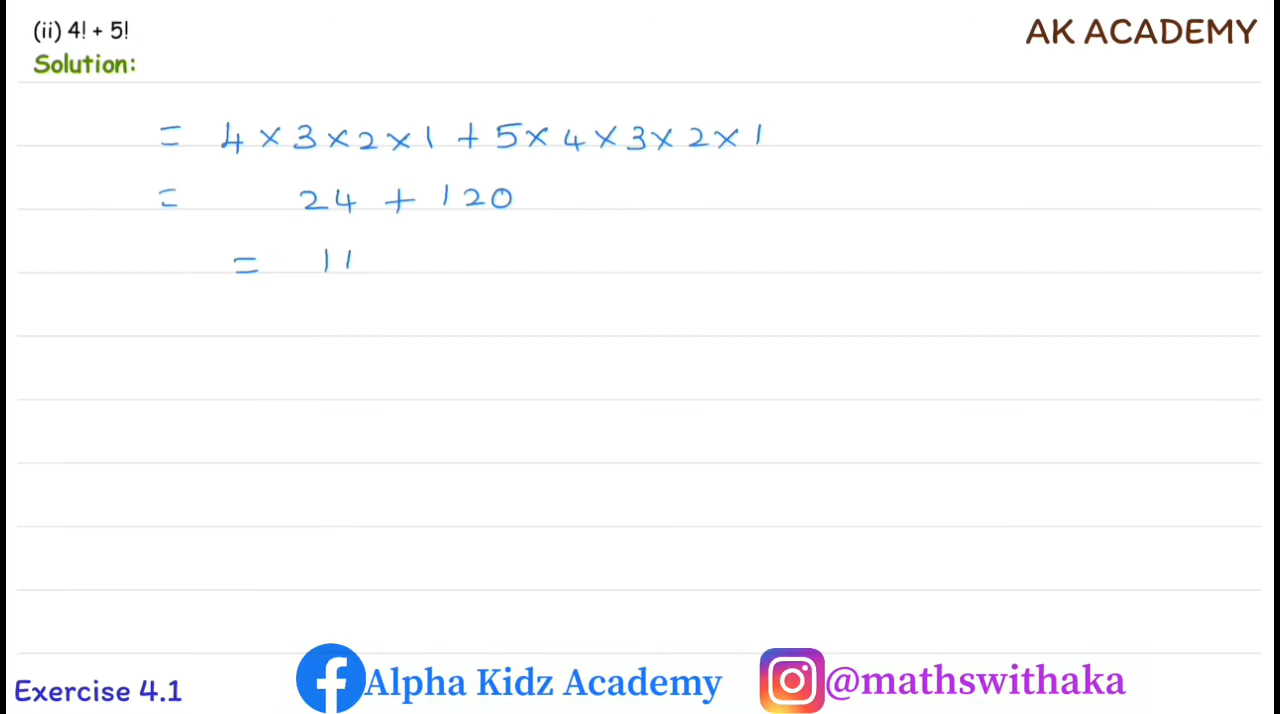 (ii) 4! + 5!
AK ACADEMY
Solution:
= 4 × 3 × 2 × 1 + 5 × 4 × 3 × 2 × 1
= 24 + 120
= 11
Exercise 4.1
Alpha Kidz Academy
@mathswithaka